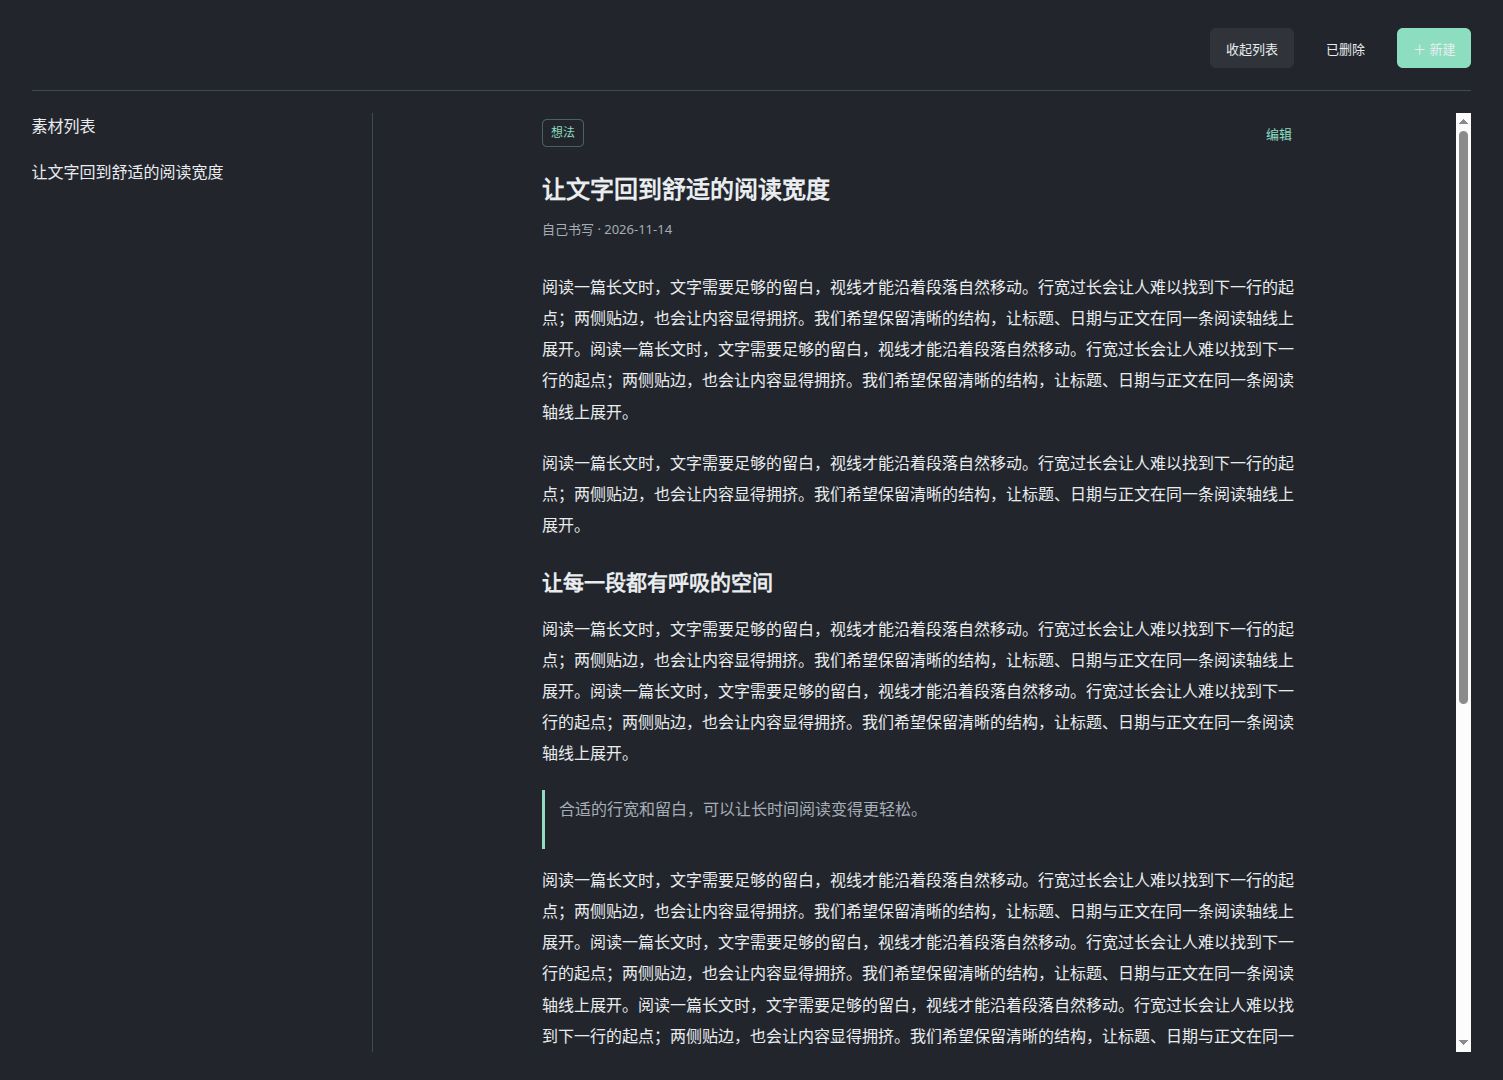 收起列表
已删除
＋ 新建
素材列表
让文字回到舒适的阅读宽度
想法
编辑
让文字回到舒适的阅读宽度
自己书写 · 2026-11-14
阅读一篇长文时，文字需要足够的留白，视线才能沿着段落自然移动。行宽过长会让人难以找到下一行的起
点；两侧贴边，也会让内容显得拥挤。我们希望保留清晰的结构，让标题、日期与正文在同一条阅读轴线上
展开。阅读一篇长文时，文字需要足够的留白，视线才能沿着段落自然移动。行宽过长会让人难以找到下一
行的起点；两侧贴边，也会让内容显得拥挤。我们希望保留清晰的结构，让标题、日期与正文在同一条阅读
轴线上展开。
阅读一篇长文时，文字需要足够的留白，视线才能沿着段落自然移动。行宽过长会让人难以找到下一行的起
点；两侧贴边，也会让内容显得拥挤。我们希望保留清晰的结构，让标题、日期与正文在同一条阅读轴线上
展开。
让每一段都有呼吸的空间
阅读一篇长文时，文字需要足够的留白，视线才能沿着段落自然移动。行宽过长会让人难以找到下一行的起
点；两侧贴边，也会让内容显得拥挤。我们希望保留清晰的结构，让标题、日期与正文在同一条阅读轴线上
展开。阅读一篇长文时，文字需要足够的留白，视线才能沿着段落自然移动。行宽过长会让人难以找到下一
行的起点；两侧贴边，也会让内容显得拥挤。我们希望保留清晰的结构，让标题、日期与正文在同一条阅读
轴线上展开。
合适的行宽和留白，可以让长时间阅读变得更轻松。
阅读一篇长文时，文字需要足够的留白，视线才能沿着段落自然移动。行宽过长会让人难以找到下一行的起
点；两侧贴边，也会让内容显得拥挤。我们希望保留清晰的结构，让标题、日期与正文在同一条阅读轴线上
展开。阅读一篇长文时，文字需要足够的留白，视线才能沿着段落自然移动。行宽过长会让人难以找到下一
行的起点；两侧贴边，也会让内容显得拥挤。我们希望保留清晰的结构，让标题、日期与正文在同一条阅读
轴线上展开。阅读一篇长文时，文字需要足够的留白，视线才能沿着段落自然移动。行宽过长会让人难以找
到下一行的起点；两侧贴边，也会让内容显得拥挤。我们希望保留清晰的结构，让标题、日期与正文在同一